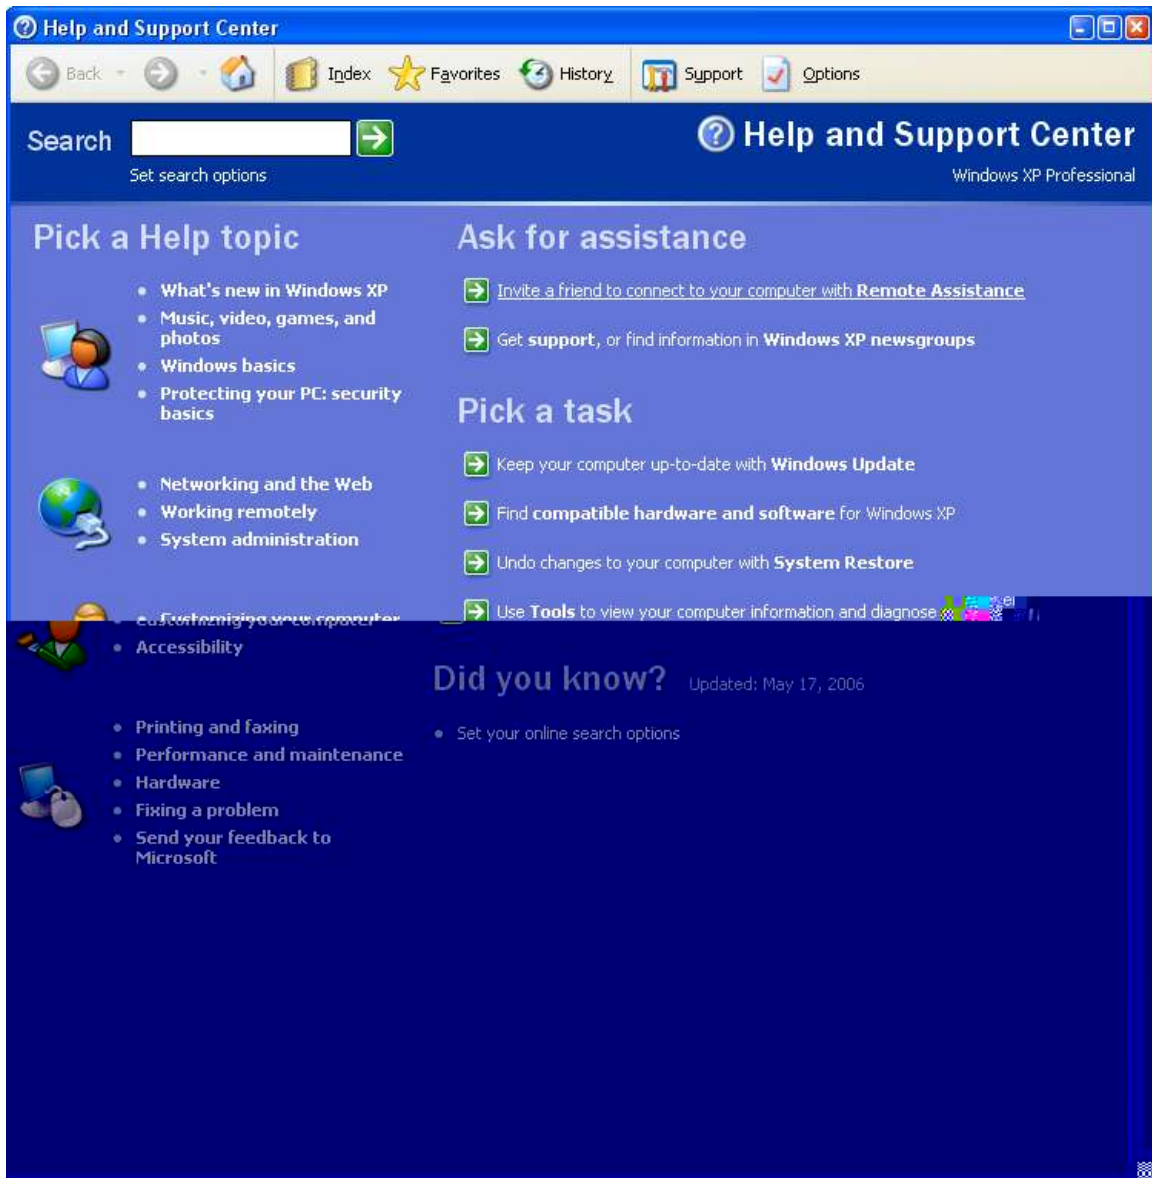 Help and Support Center
Back
Index
Favorites
History
Support
Options
Search
Set search options
Help and Support Center
Windows XP Professional
Pick a Help topic
What's new in Windows XP
Music, video, games, and
photos
Windows basics
Protecting your PC: security
basics
Networking and the Web
Working remotely
System administration
Customizing your computer
Accessibility
Printing and faxing
Performance and maintenance
Hardware
Fixing a problem
Send your feedback to
Microsoft
Ask for assistance
Invite a friend to connect to your computer with Remote Assistance
Get support, or find information in Windows XP newsgroups
Pick a task
Keep your computer up-to-date with Windows Update
Find compatible hardware and software for Windows XP
Undo changes to your computer with System Restore
Use Tools to view your computer information and diagnose
Did you know? Updated: May 17, 2006
Set your online search options